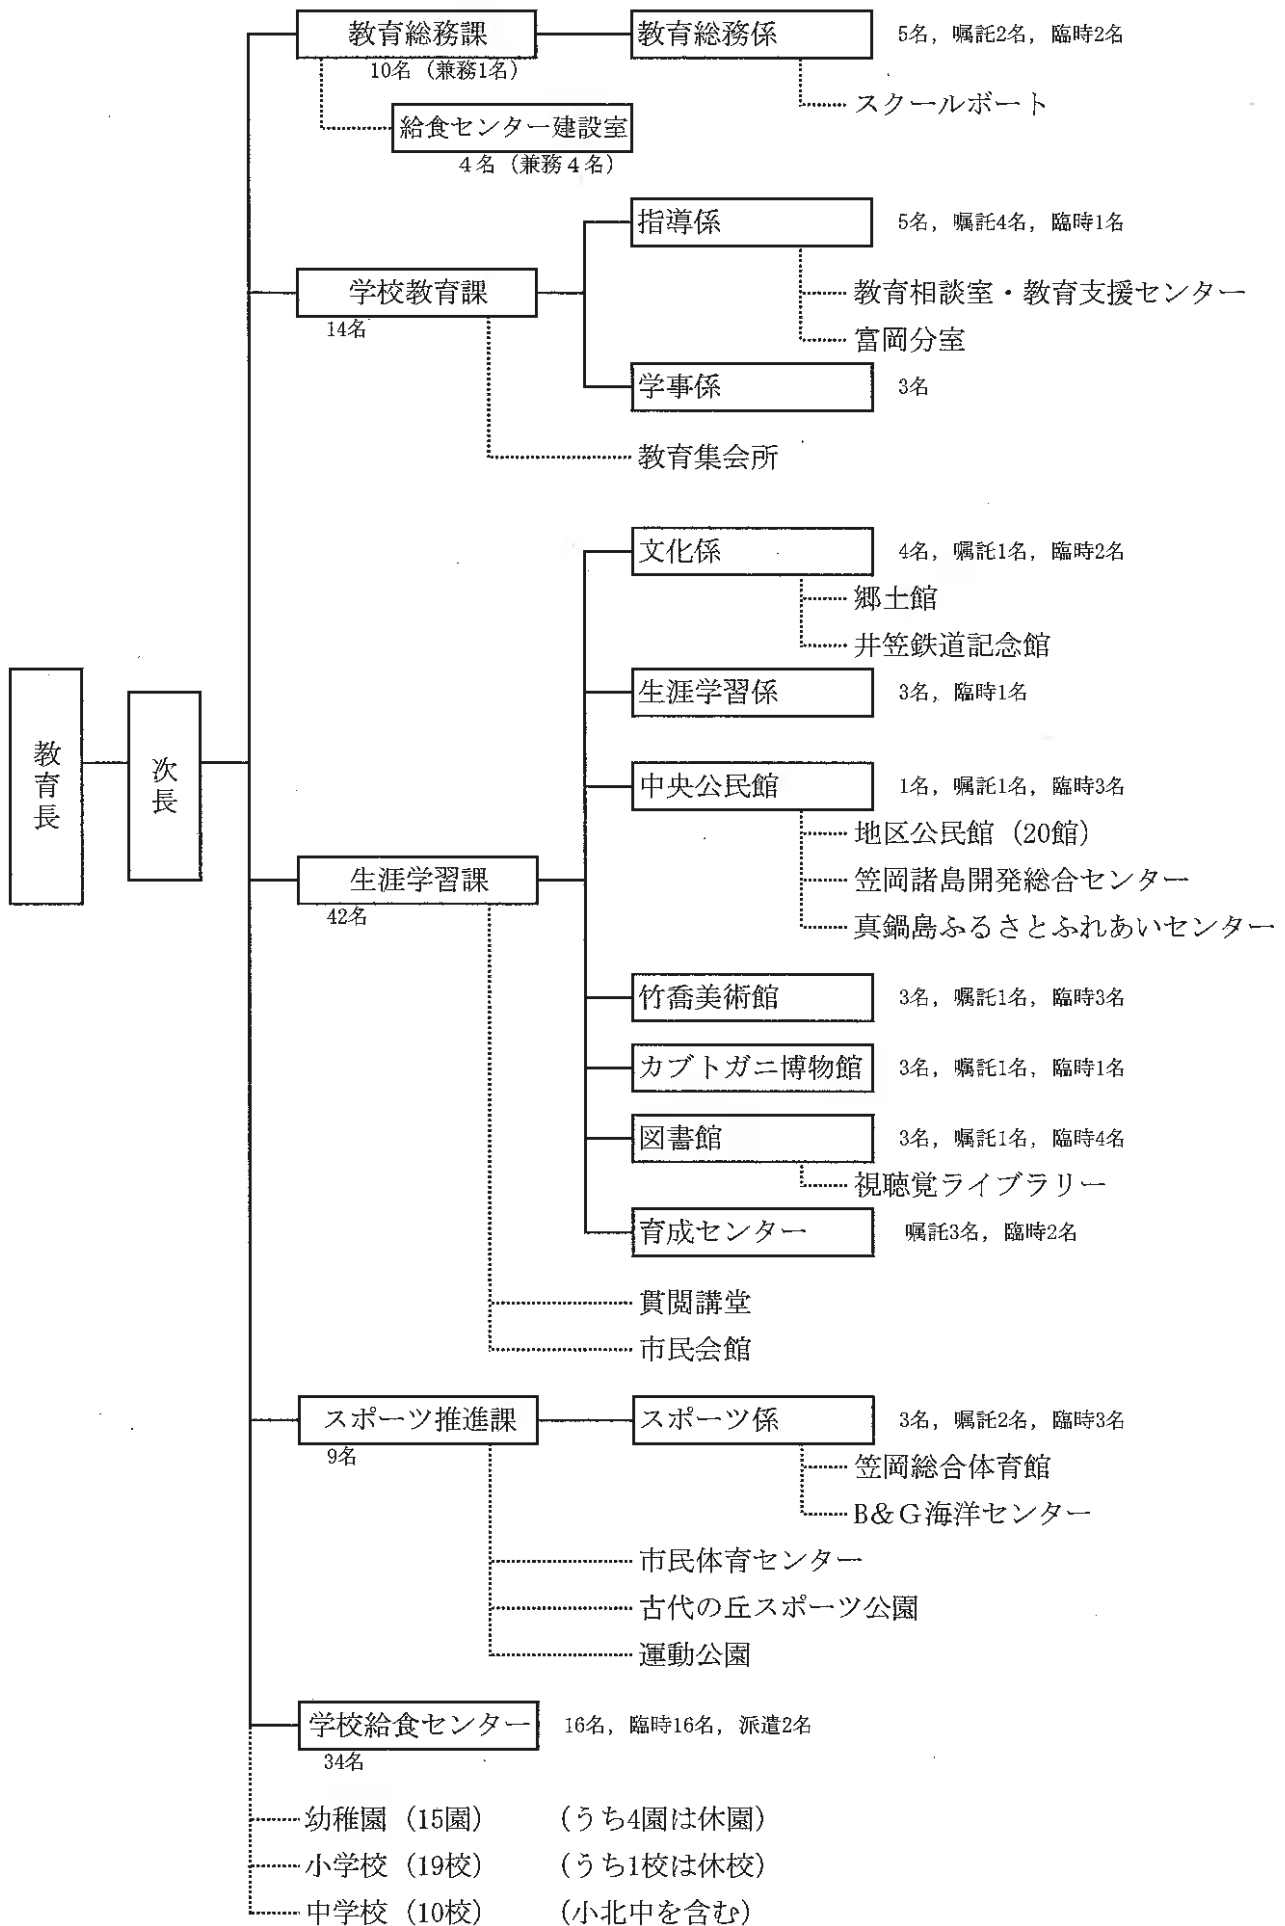 教育総務課
10名（兼務1名）
教育総務係 5名，嘱託2名，臨時2名
スクールボート
給食センター建設室
4名（兼務4名）
指導係 5名，嘱託4名，臨時1名
学校教育課
14名
教育相談室・教育支援センター
富岡分室
学事係 3名
教育集会所
文化係 4名，嘱託1名，臨時2名
郷土館
井笠鉄道記念館
生涯学習係 3名，臨時1名
教育長
次長
中央公民館 1名，嘱託1名，臨時3名
地区公民館（20館）
生涯学習課
42名
笠岡諸島開発総合センター
真鍋島ふるさとふれあいセンター
竹喬美術館 3名，嘱託1名，臨時3名
カブトガニ博物館 3名，嘱託1名，臨時1名
図書館 3名，嘱託1名，臨時4名
視聴覚ライブラリー
育成センター 嘱託3名，臨時2名
貫閲講堂
市民会館
スポーツ推進課
9名
スポーツ係 3名，嘱託2名，臨時3名
笠岡総合体育館
B&G海洋センター
市民体育センター
古代の丘スポーツ公園
運動公園
学校給食センター 16名，臨時16名，派遣2名
34名
幼稚園（15園） （うち4園は休園）
小学校（19校） （うち1校は休校）
中学校（10校） （小北中を含む）